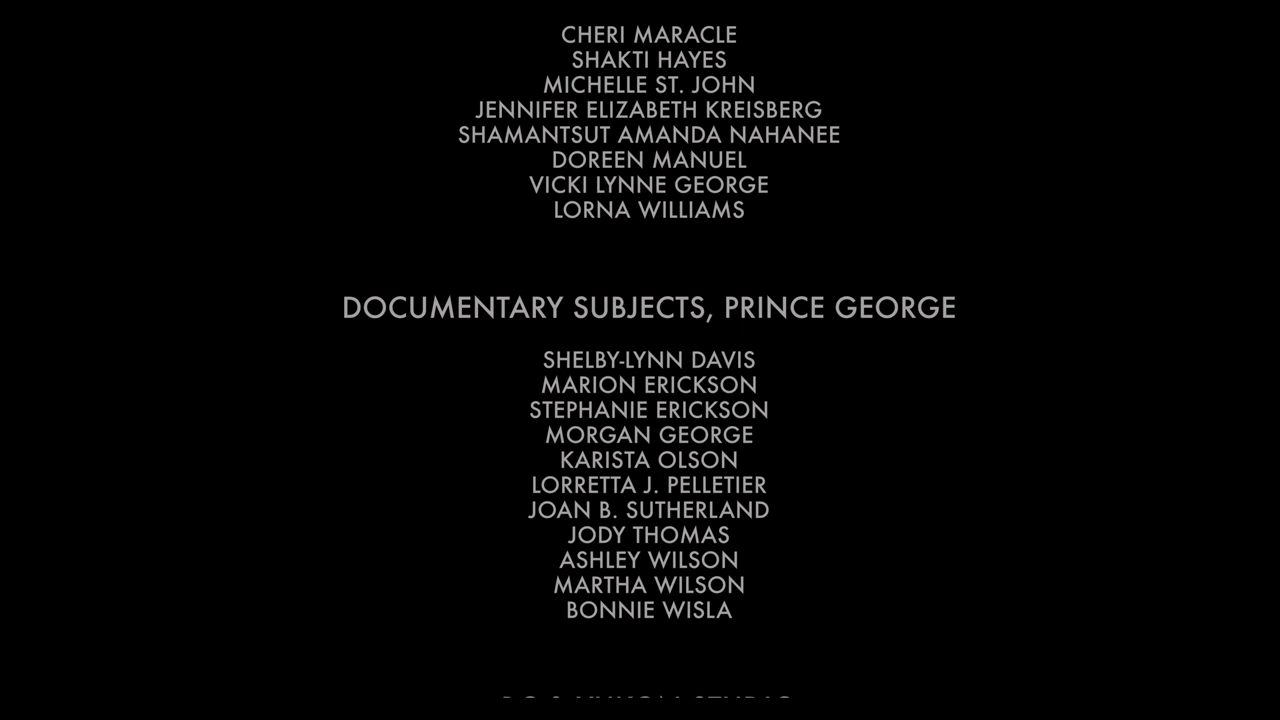 CHERI MARACLE
SHAKTI HAYES
MICHELLE ST. JOHN
JENNIFER ELIZABETH KREISBERG
SHAMANTSUT AMANDA NAHANEE
DOREEN MANUEL
VICKI LYNNE GEORGE
LORNA WILLIAMS
DOCUMENTARY SUBJECTS, PRINCE GEORGE
SHELBY-LYNN DAVIS
MARION ERICKSON
STEPHANIE ERICKSON
MORGAN GEORGE
KARISTA OLSON
LORRETTA J. PELLETIER
JOAN B. SUTHERLAND
JODY THOMAS
ASHLEY WILSON
MARTHA WILSON
BONNIE WISLA